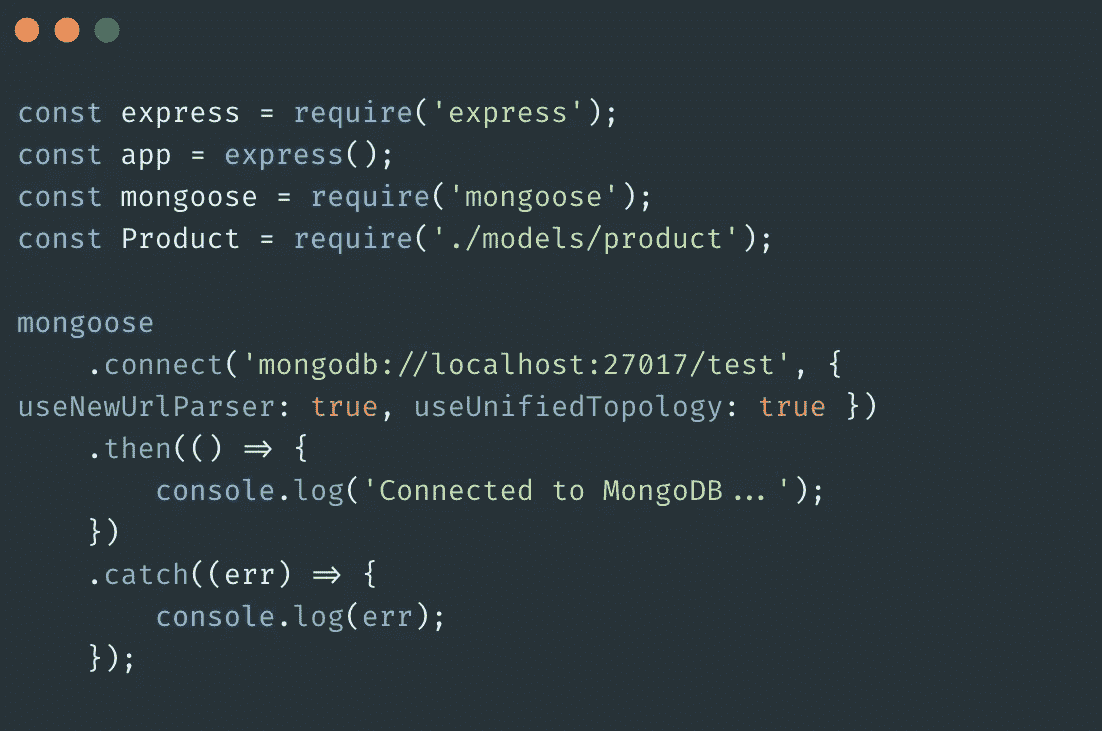 const express = require('express');
const app = express();
const mongoose = require('mongoose');
const Product = require('./models/product');

mongoose
    .connect('mongodb://localhost:27017/test', {
useNewUrlParser: true, useUnifiedTopology: true })
    .then(() => {
        console.log('Connected to MongoDB...');
    })
    .catch((err) => {
        console.log(err);
    });